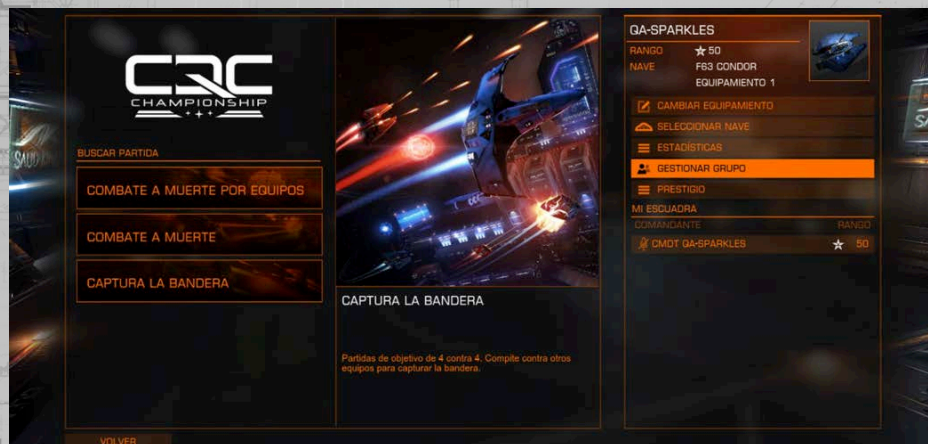 CQC
CHAMPIONSHIP
BUSCAR PARTIDA
COMBATE A MUERTE POR EQUIPOS
COMBATE A MUERTE
CAPTURA LA BANDERA
CAPTURA LA BANDERA
Partidas de objetivo de 4 contra 4. Compite contra otros
equipos para capturar la bandera.
QA-SPARKLES
RANGO 50
NAVE F63 CONDOR
EQUIPAMIENTO 1
CAMBIAR EQUIPAMIENTO
SELECCIONAR NAVE
ESTADÍSTICAS
GESTIONAR GRUPO
PRESTIGIO
MI ESCUADRA
COMANDANTE RANGO
CMDT QA-SPARKLES 50
VOLVER